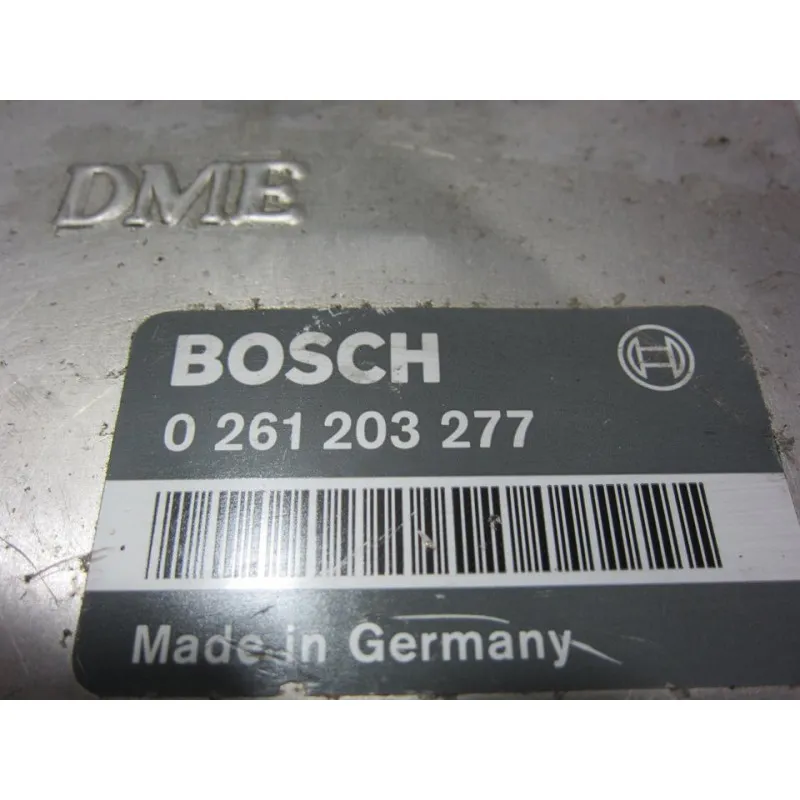 DME
BOSCH
0 261 203 277
Made in Germany